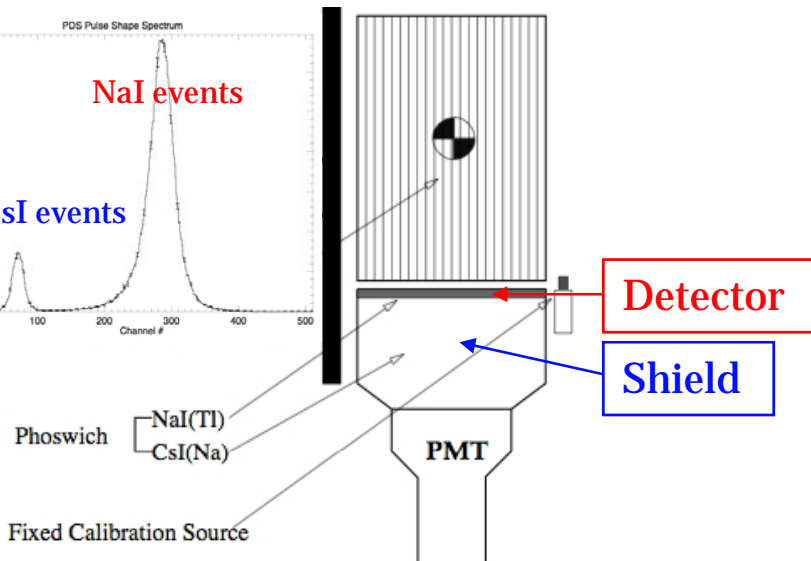 PDS Pulse Shape Spectrum
NaI events
sI events
100 200 300 400 500
Channel #
Detector
Shield
Phoswich
NaI(Tl)
CsI(Na)
PMT
Fixed Calibration Source